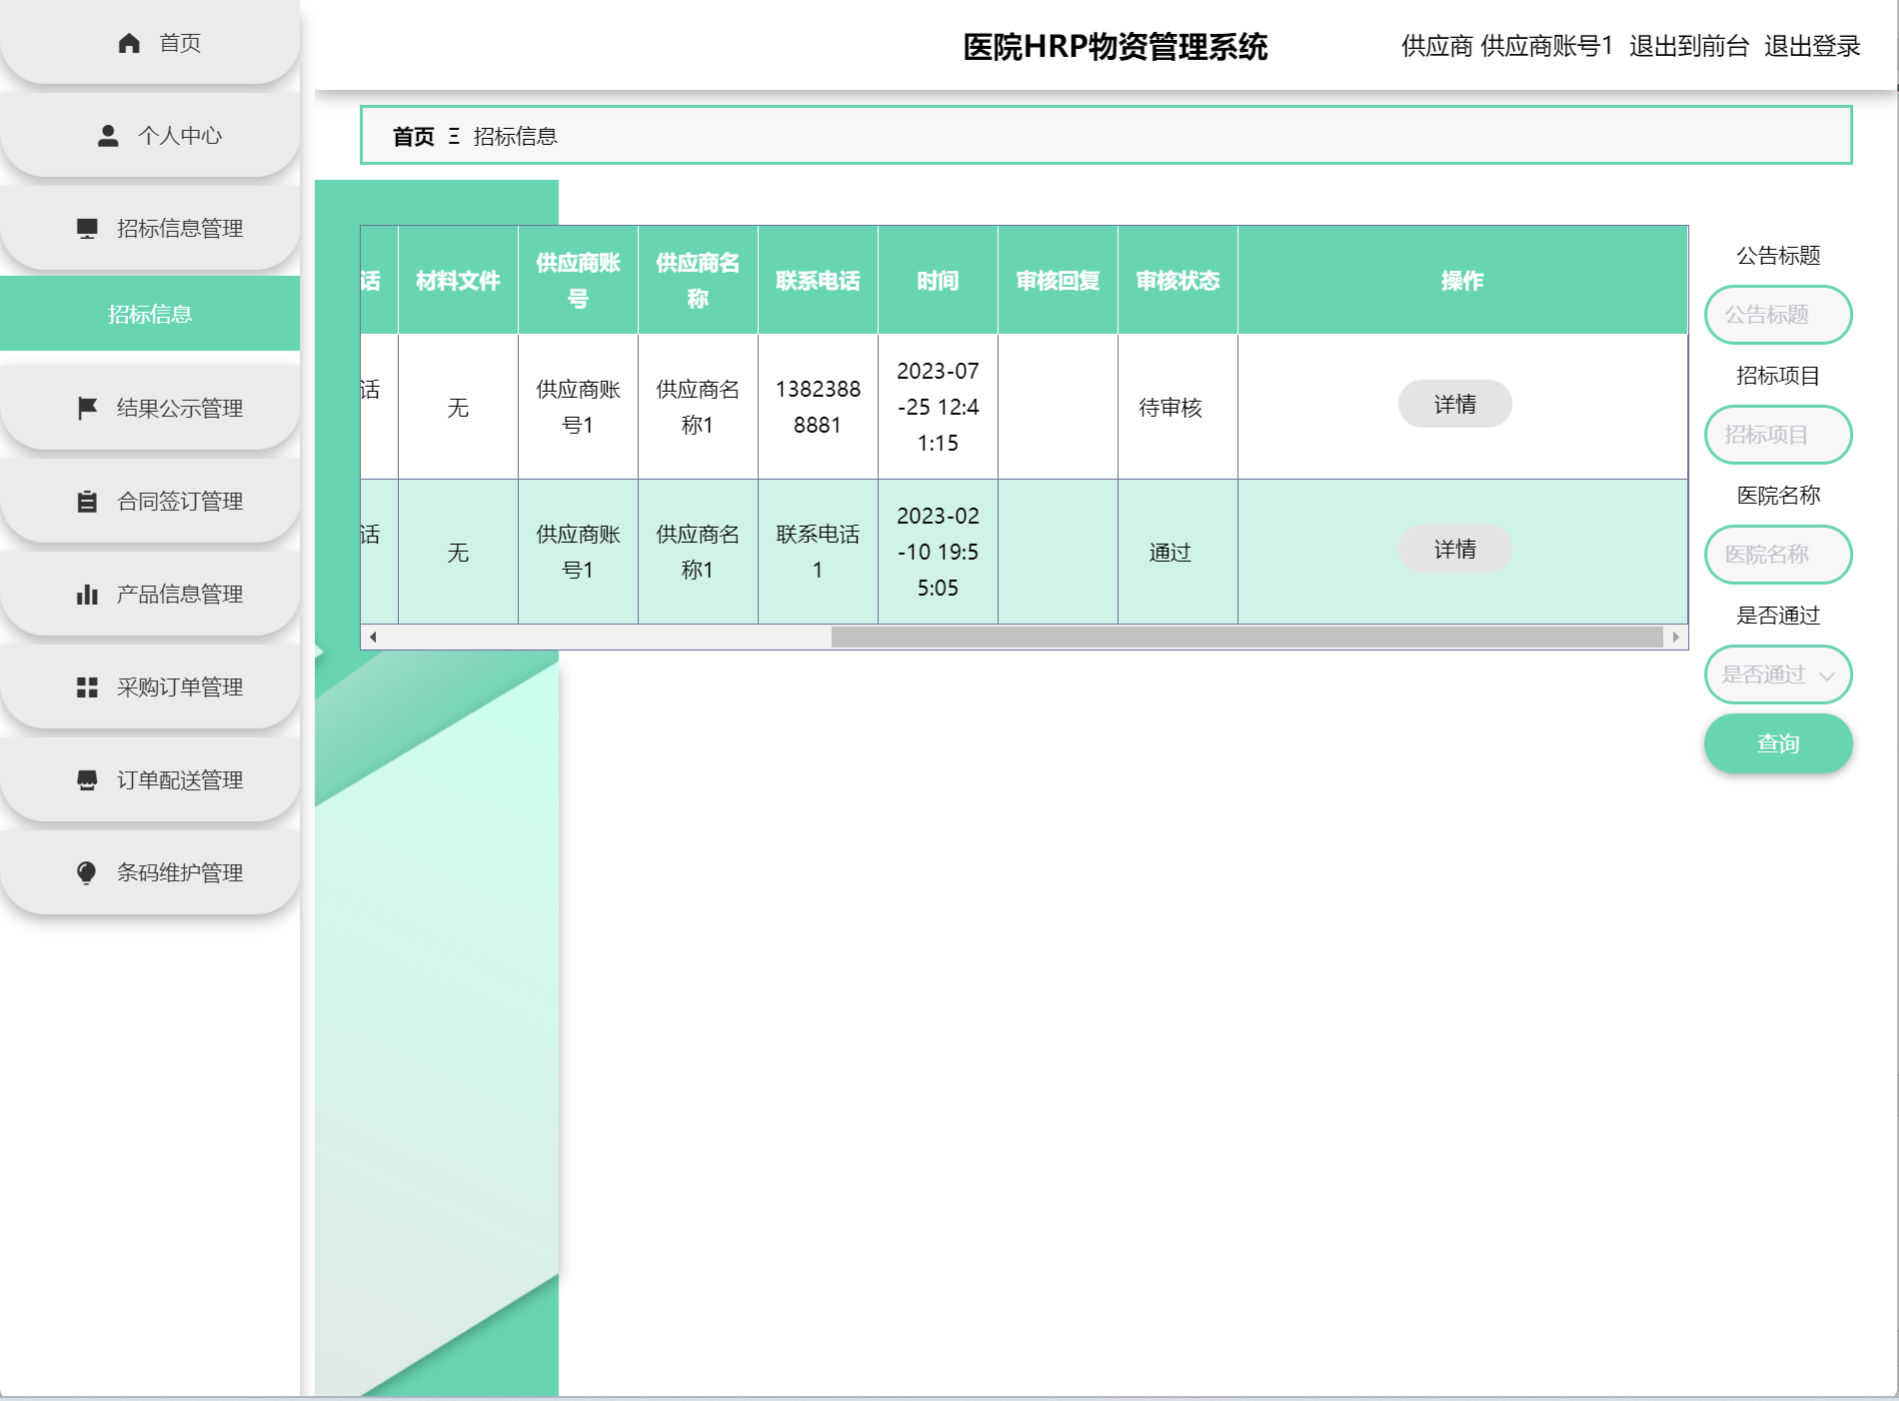 首页
个人中心
招标信息管理
招标信息
结果公示管理
合同签订管理
产品信息管理
采购订单管理
订单配送管理
条码维护管理
医院HRP物资管理系统
供应商 供应商账号1 退出到前台 退出登录
首页 Ξ 招标信息
话 材料文件 供应商账
号 供应商名
称 联系电话 时间 审核回复 审核状态 操作
话 无 供应商账
号1 供应商名
称1 1382388
8881 2023-07
-25 12:4
1:15 待审核 详情
话 无 供应商账
号1 供应商名
称1 联系电话
1 2023-02
-10 19:5
5:05 通过 详情
公告标题
公告标题
招标项目
招标项目
医院名称
医院名称
是否通过
是否通过
查询